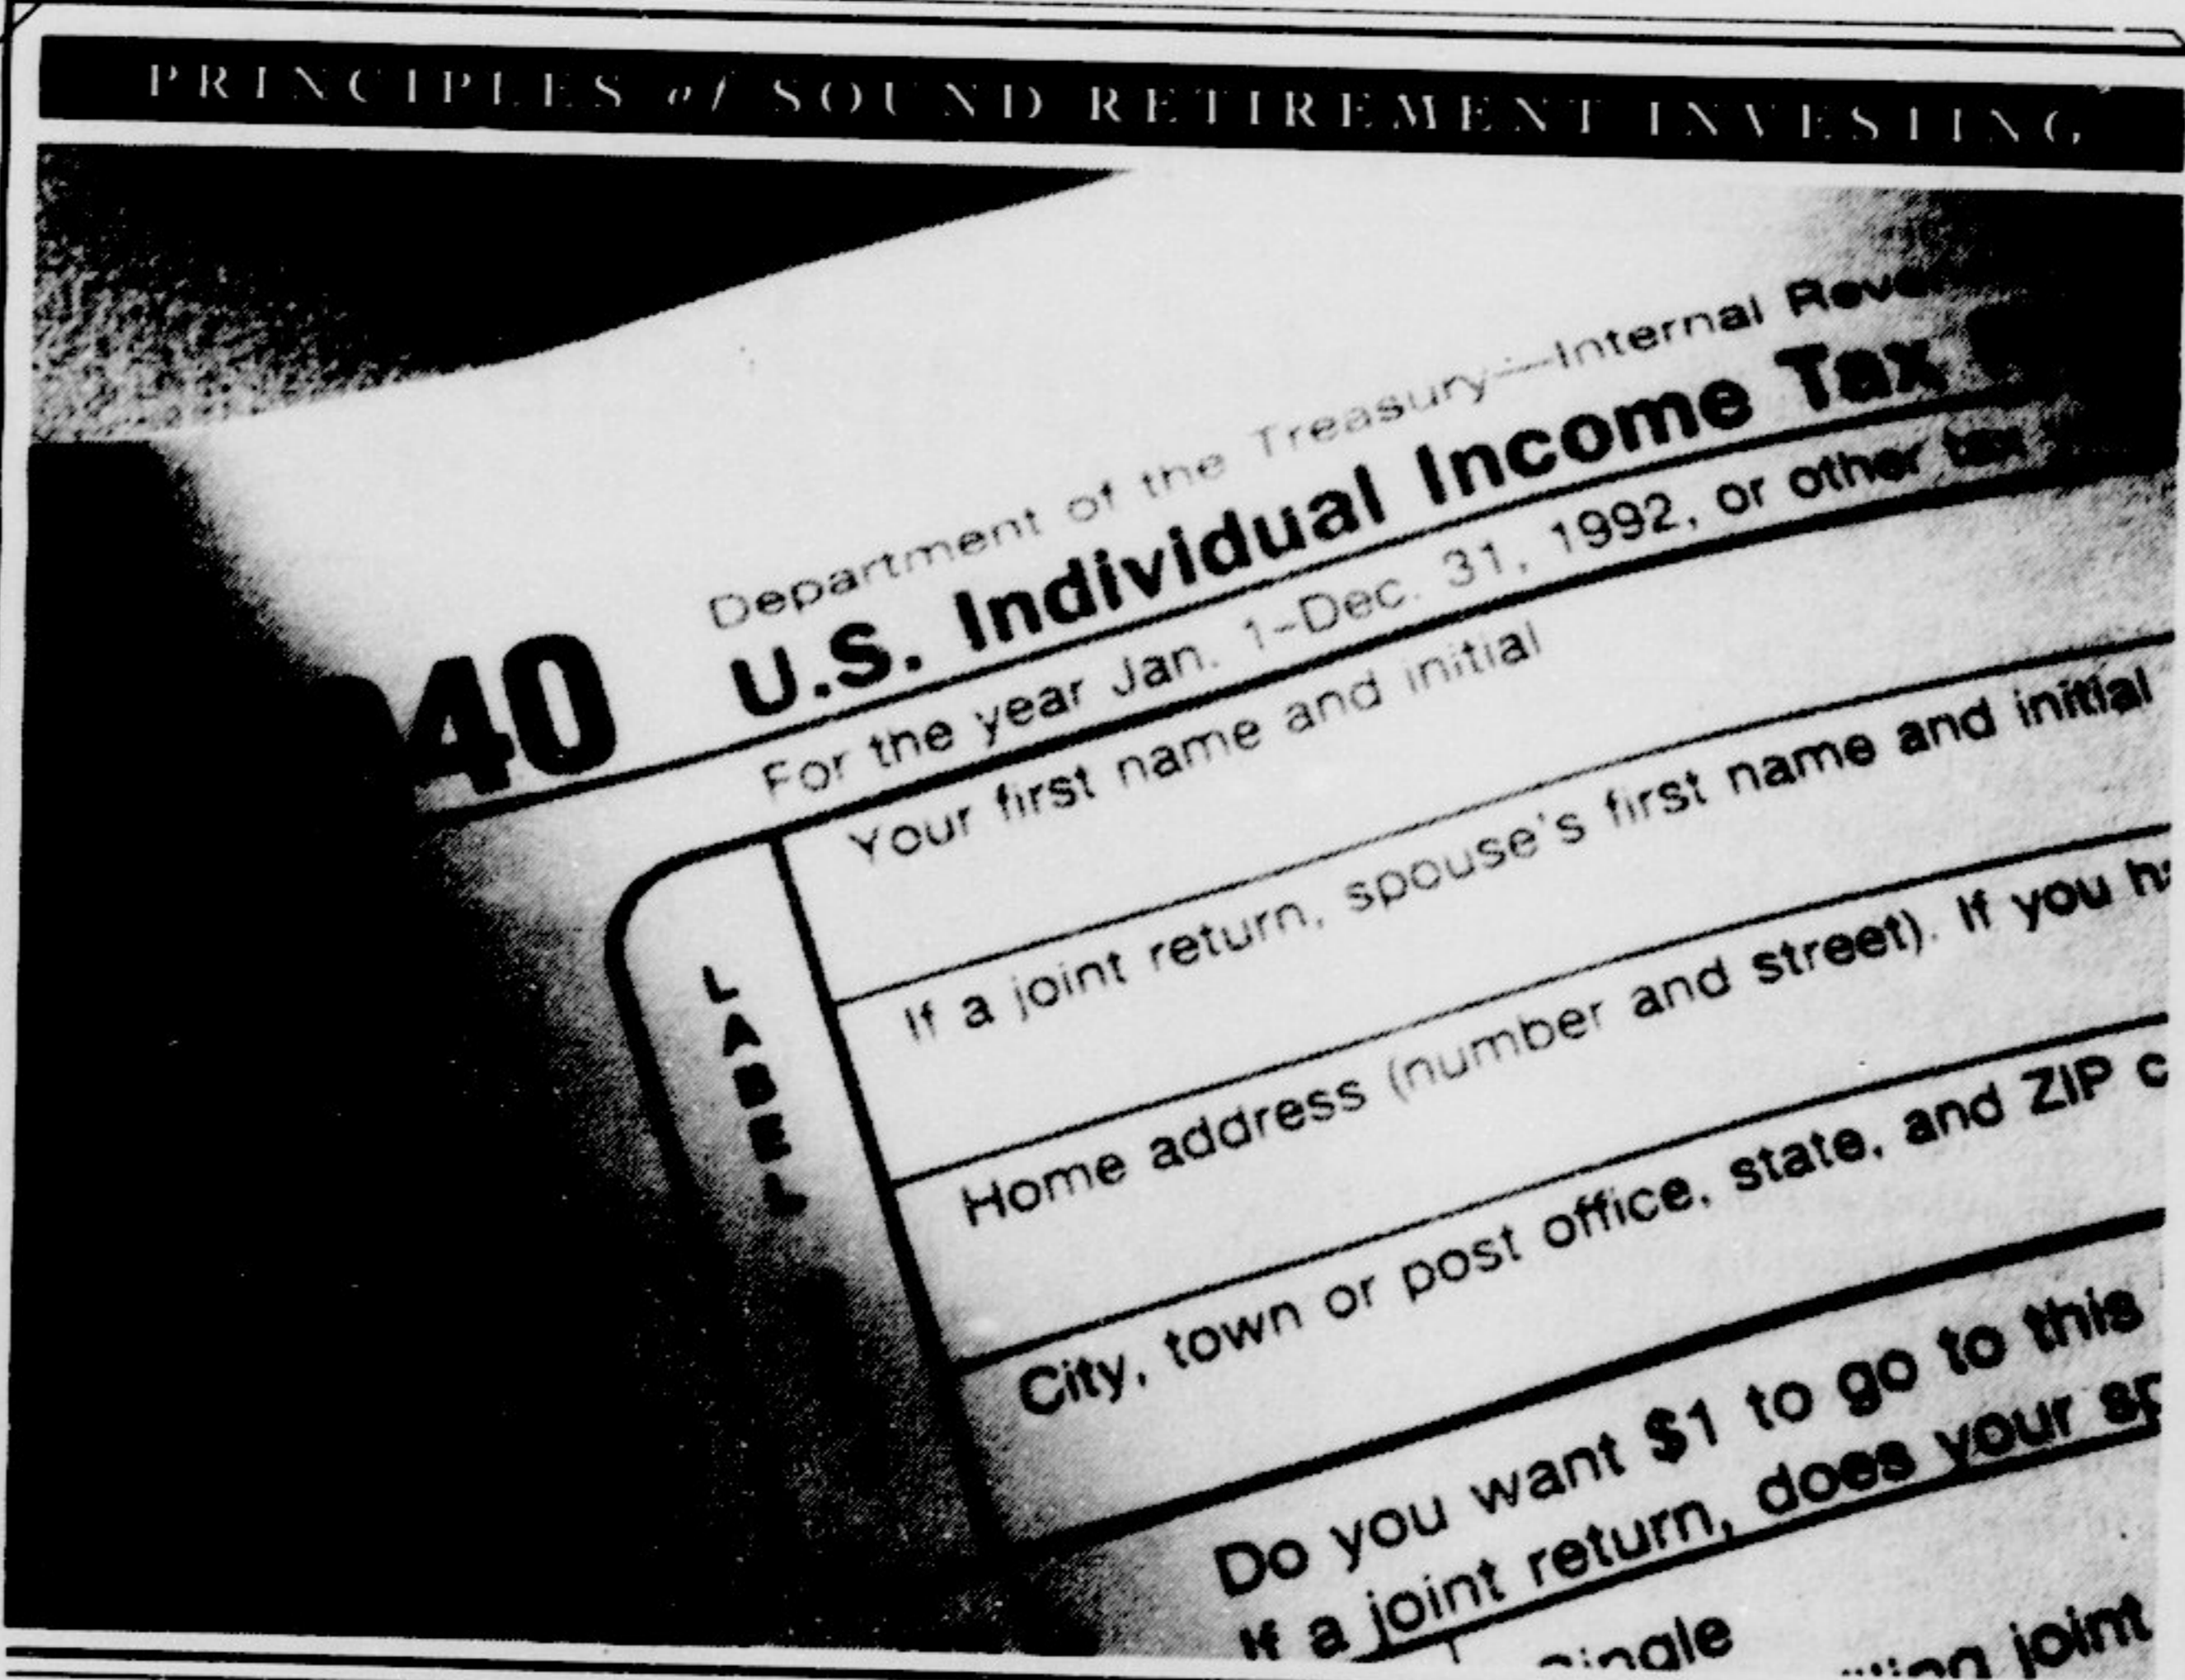 PRINCIPLES of SOUND RETIREMENT INVESTING
Department of the Treasury—Internal Reve
40 U.S. Individual Income Tax
For the year Jan. 1–Dec. 31, 1992, or other tax
LABEL
Your first name and initial
If a joint return, spouse's first name and initial
Home address (number and street). If you ha
City, town or post office, state, and ZIP c
Do you want $1 to go to this
If a joint return, does your sp
Single
joint